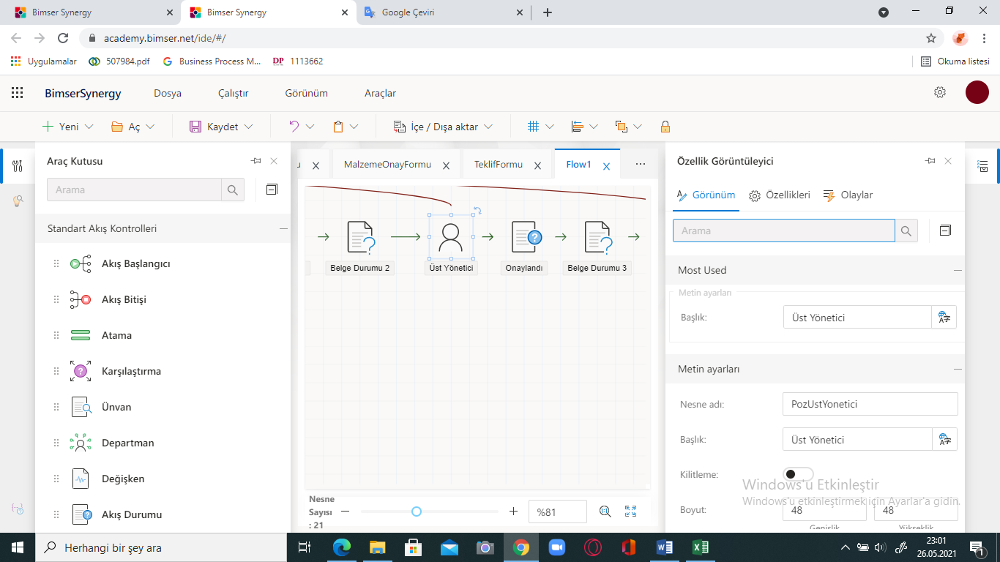 Bimser Synergy
Bimser Synergy
Google Çeviri
academy.bimser.net/ide/#/
Uygulamalar
507984.pdf
Business Process M...
DP 1113662
Okuma listesi
BimserSynergy
Dosya
Çalıştır
Görünüm
Araçlar
Yeni
Aç
Kaydet
İçe / Dışa aktar
Araç Kutusu
Arama
Standart Akış Kontrolleri
Akış Başlangıcı
Akış Bitişi
Atama
Karşılaştırma
Ünvan
Departman
Değişken
Akış Durumu
MalzemeOnayFormu
TeklifFormu
Flow1
Belge Durumu 2
Üst Yönetici
Onaylandı
Belge Durumu 3
Nesne
Sayısı
: 21
%81
Özellik Görüntüleyici
Görünüm
Özellikleri
Olaylar
Arama
Most Used
Metin ayarları
Başlık:
Üst Yönetici
Metin ayarları
Nesne adı:
PozUstYonetici
Başlık:
Üst Yönetici
Kilitleme:
Boyut:
48
48
Genişlik
Yükseklik
Windows'u Etkinleştir
Windows'u etkinleştirmek için Ayarlar'a gidin.
Herhangi bir şey ara
23:01
26.05.2021
1